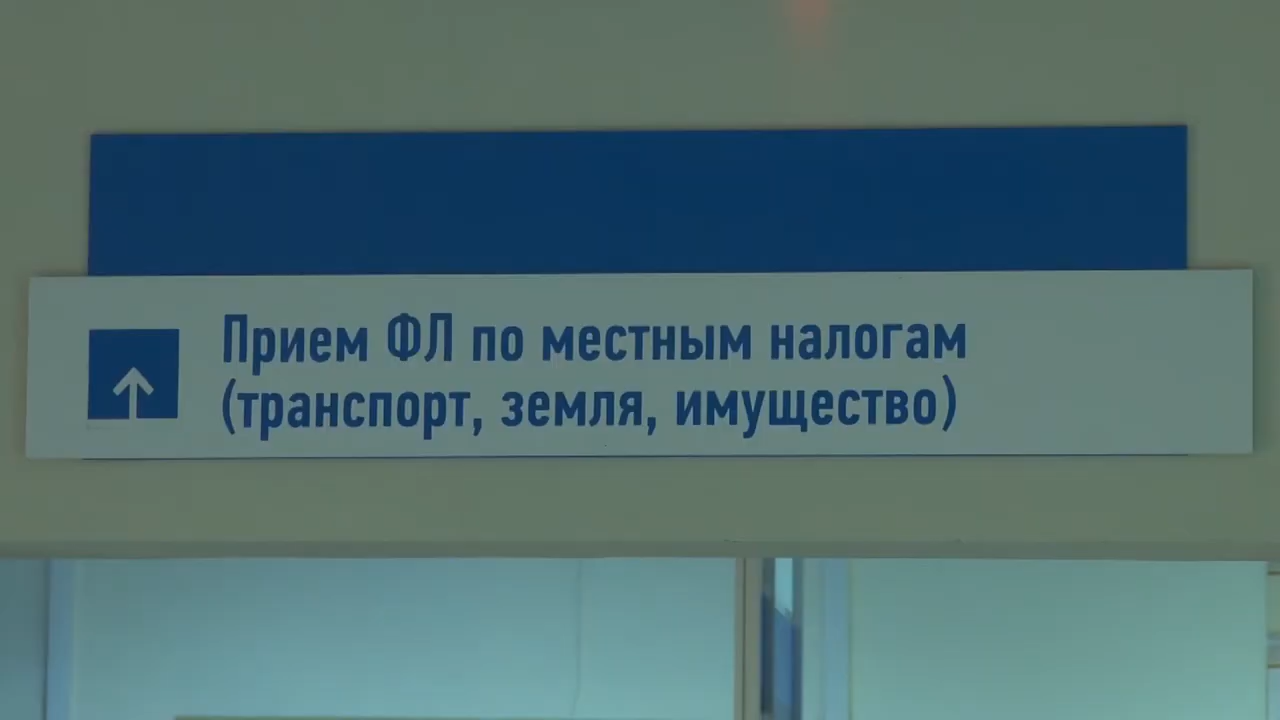 Прием ФЛ по местным налогам
(транспорт, земля, имущество)